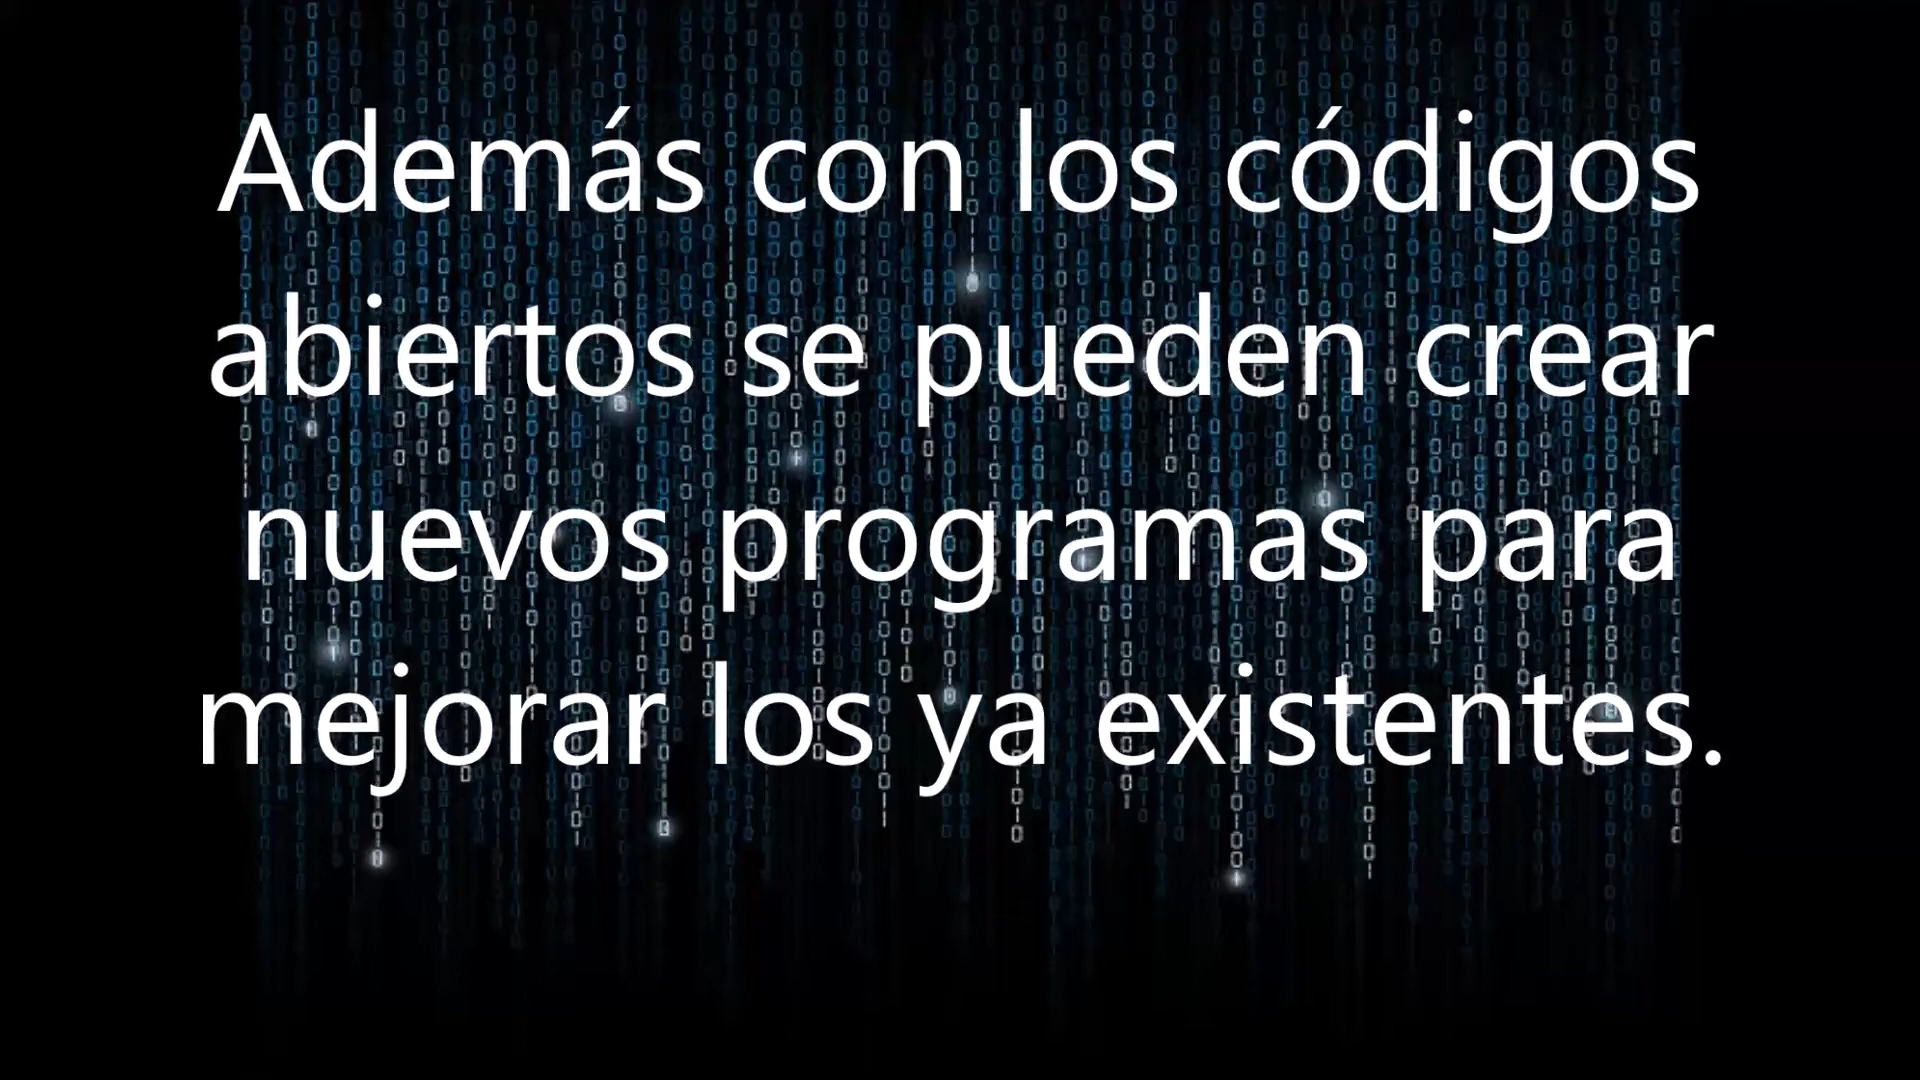 Además con los códigos
abiertos se pueden crear
nuevos programas para
mejorar los ya existentes.